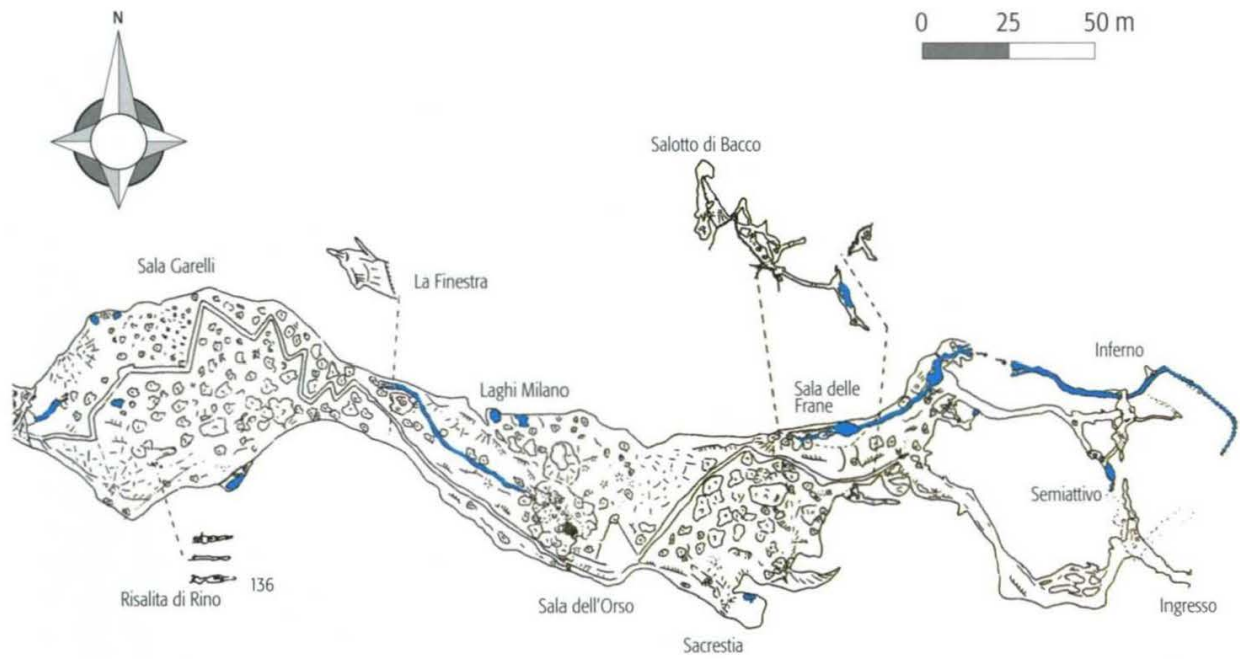 N
0 25 50 m
Salotto di Bacco
Sala Garelli
La Finestra
Inferno
Laghi Milano
Sala delle
Frane
Semiattivo
136
Risalita di Rino
Sala dell'Orso
Ingresso
Sacrestia